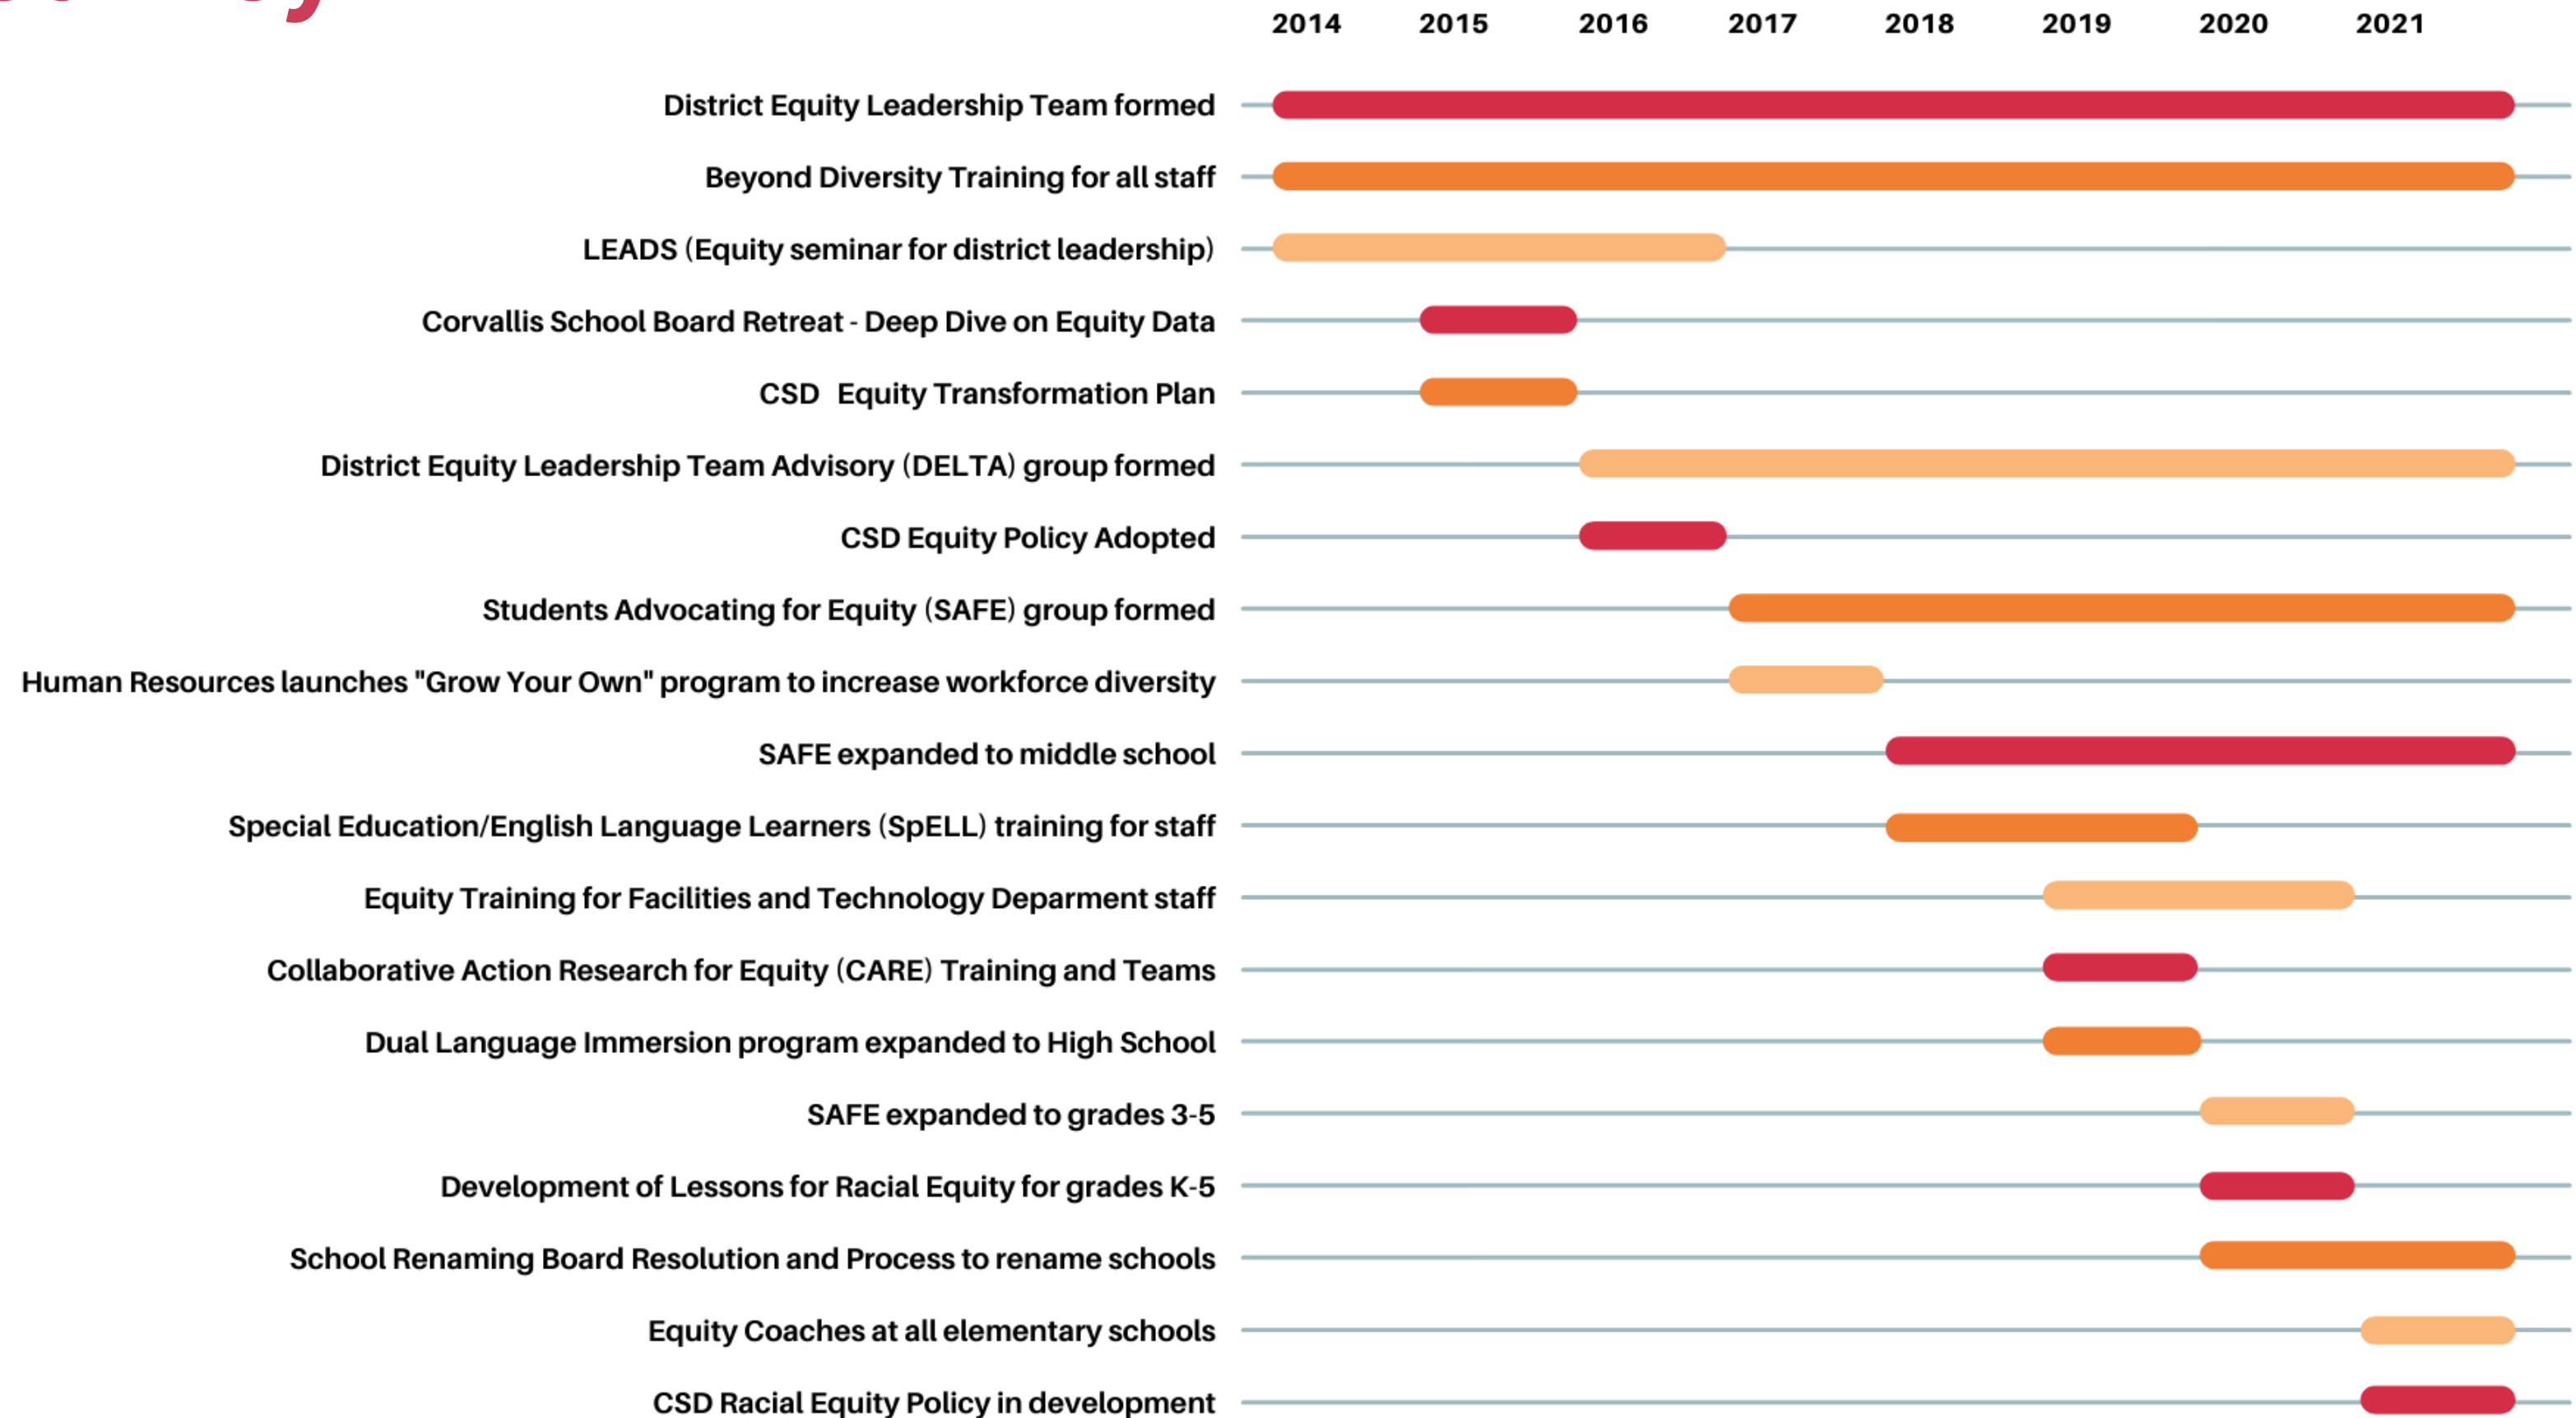 2014 2015 2016 2017 2018 2019 2020 2021
District Equity Leadership Team formed
Beyond Diversity Training for all staff
LEADS (Equity seminar for district leadership)
Corvallis School Board Retreat - Deep Dive on Equity Data
CSD Equity Transformation Plan
District Equity Leadership Team Advisory (DELTA) group formed
CSD Equity Policy Adopted
Students Advocating for Equity (SAFE) group formed
Human Resources launches "Grow Your Own" program to increase workforce diversity
SAFE expanded to middle school
Special Education/English Language Learners (SpELL) training for staff
Equity Training for Facilities and Technology Deparment staff
Collaborative Action Research for Equity (CARE) Training and Teams
Dual Language Immersion program expanded to High School
SAFE expanded to grades 3-5
Development of Lessons for Racial Equity for grades K-5
School Renaming Board Resolution and Process to rename schools
Equity Coaches at all elementary schools
CSD Racial Equity Policy in development